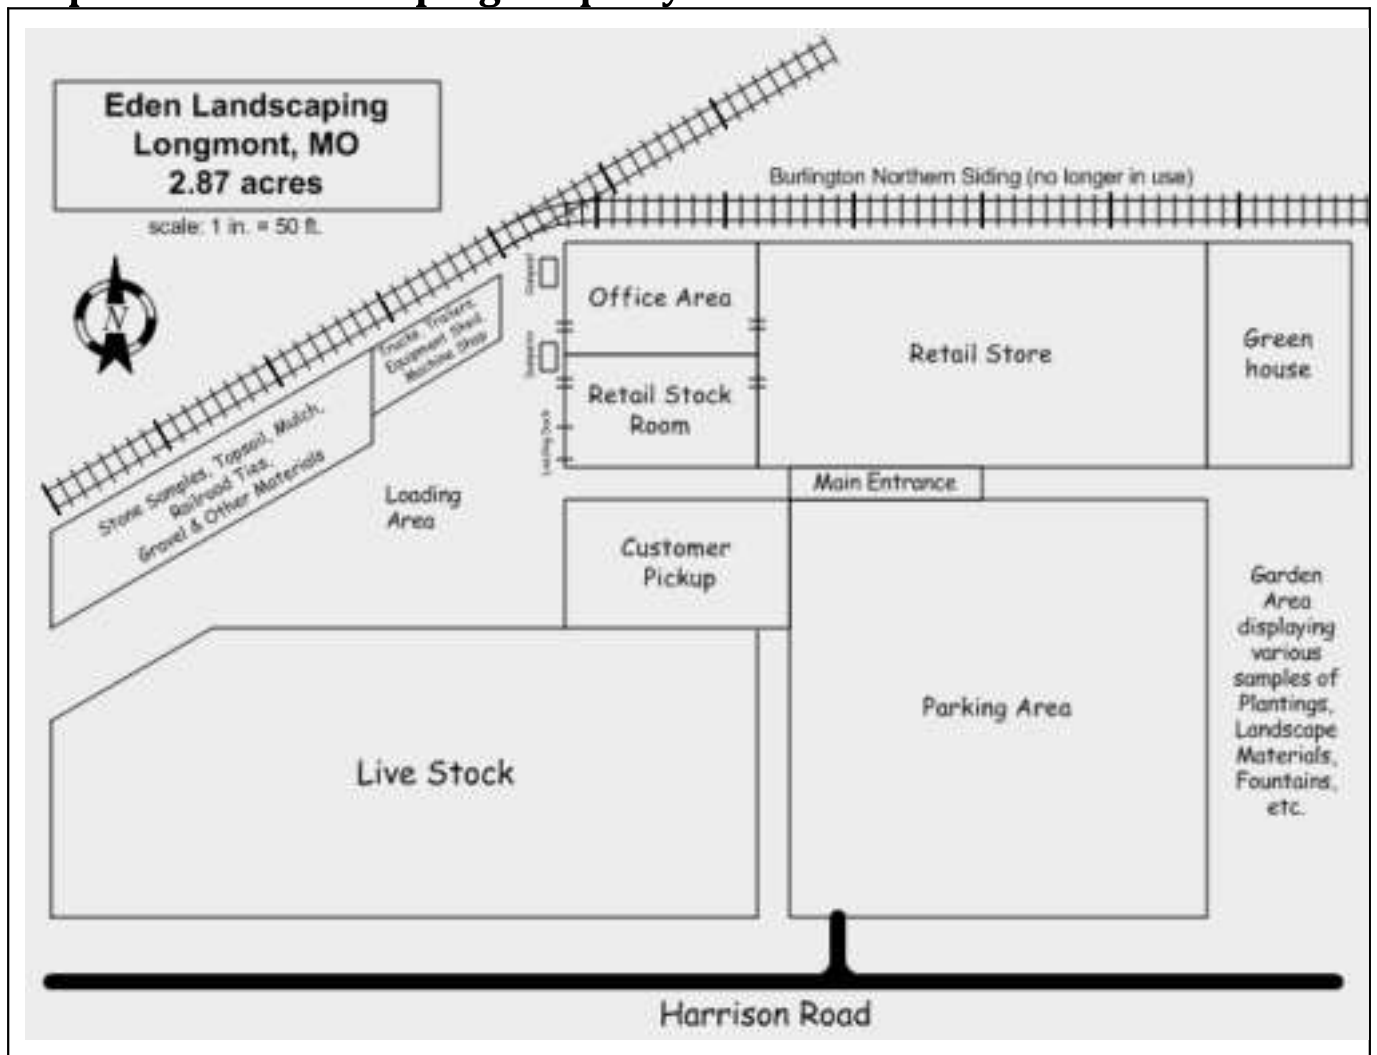 Eden Landscaping
Longmont, MO
2.87 acres
scale: 1 in. = 50 ft.
Burlington Northern Siding (no longer in use)
N
Trucks, Trailers,
Equipment Shed,
Machine Shop
Office Area
Retail Store
Green
house
Retail Stock
Room
Loading Dock
Stone Samples, Topsoil, Mulch,
Railroad Ties,
Gravel & Other Materials
Loading
Area
Main Entrance
Customer
Pickup
Garden
Area
displaying
various
samples of
Plantings,
Landscape
Materials,
Fountains,
etc.
Parking Area
Live Stock
Harrison Road